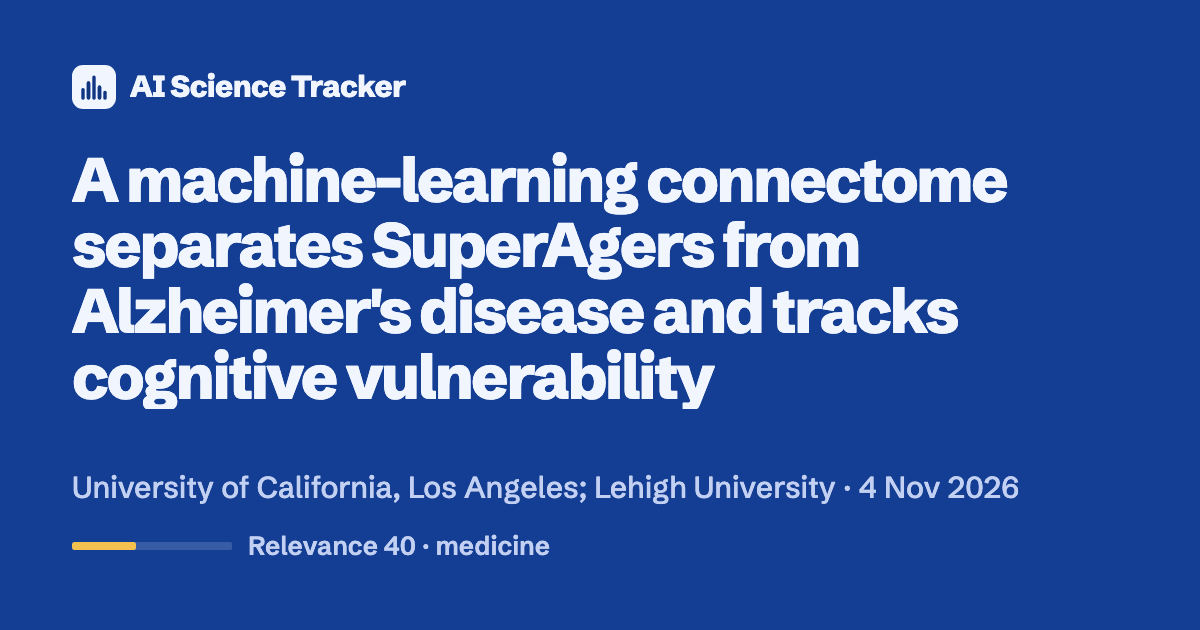 AI Science Tracker
A machine-learning connectome
separates SuperAgers from
Alzheimer's disease and tracks
cognitive vulnerability
University of California, Los Angeles; Lehigh University · 4 Nov 2026
Relevance 40 · medicine